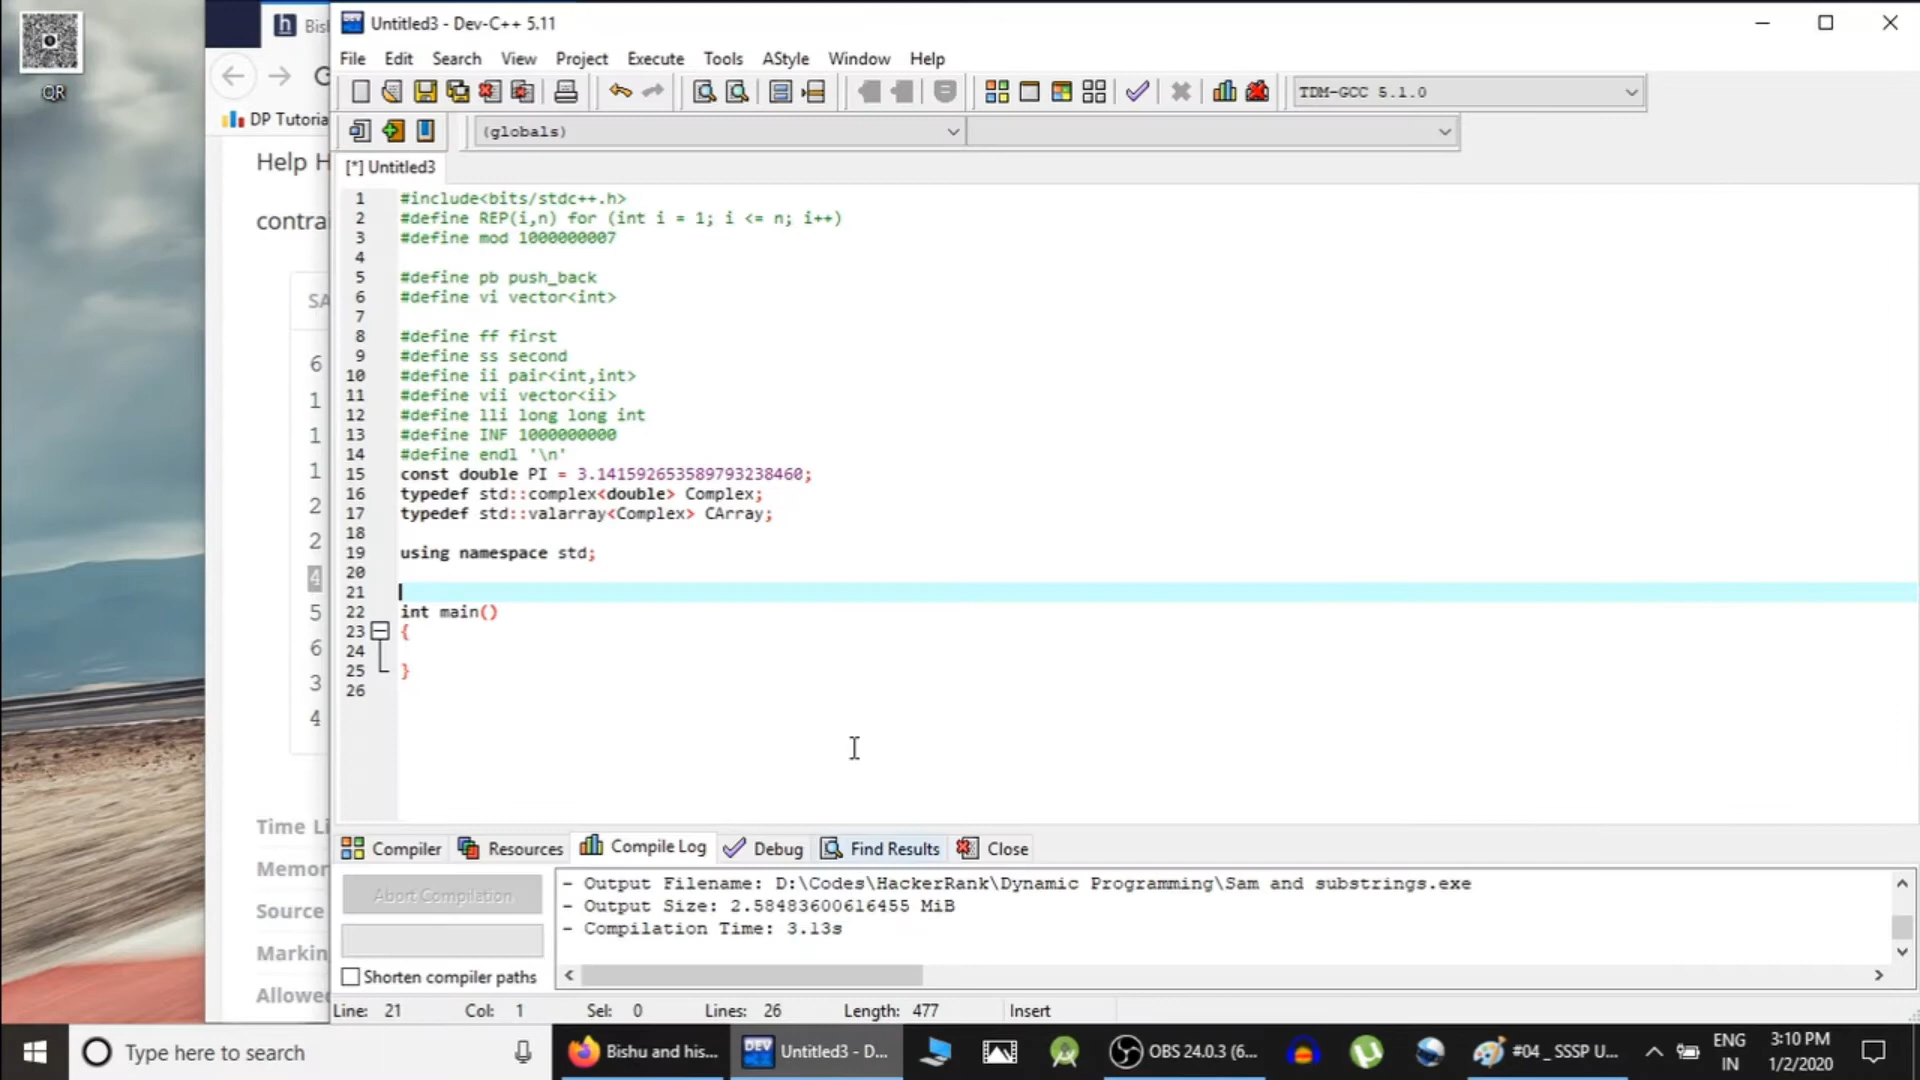 QR
Bis
Untitled3 - Dev-C++ 5.11
File Edit Search View Project Execute Tools AStyle Window Help
TDM-GCC 5.1.0
DP Tutoria
(globals)
Help H
[*] Untitled3
contrai
SA
6
1
1
1
2
2
4
5
6
3
4
1 #include<bits/stdc++.h>
2 #define REP(i,n) for (int i = 1; i <= n; i++)
3 #define mod 1000000007
4
5 #define pb push_back
6 #define vi vector<int>
7
8 #define ff first
9 #define ss second
10 #define ii pair<int,int>
11 #define vii vector<ii>
12 #define lli long long int
13 #define INF 1000000000
14 #define endl '\n'
15 const double PI = 3.141592653589793238460;
16 typedef std::complex<double> Complex;
17 typedef std::valarray<Complex> CArray;
18
19 using namespace std;
20
21
22 int main()
23 {
24
25 }
26
Time Li
Memor
Source
Markin
Allowed
Compiler Resources Compile Log Debug Find Results Close
Abort Compilation
Shorten compiler paths
- Output Filename: D:\Codes\HackerRank\Dynamic Programming\Sam and substrings.exe
- Output Size: 2.58483600616455 MiB
- Compilation Time: 3.13s
Line: 21 Col: 1 Sel: 0 Lines: 26 Length: 477 Insert
Type here to search
Bishu and his...
DEV Untitled3 - D...
OBS 24.0.3 (6...
#04 _ SSSP U...
ENG
IN
3:10 PM
1/2/2020